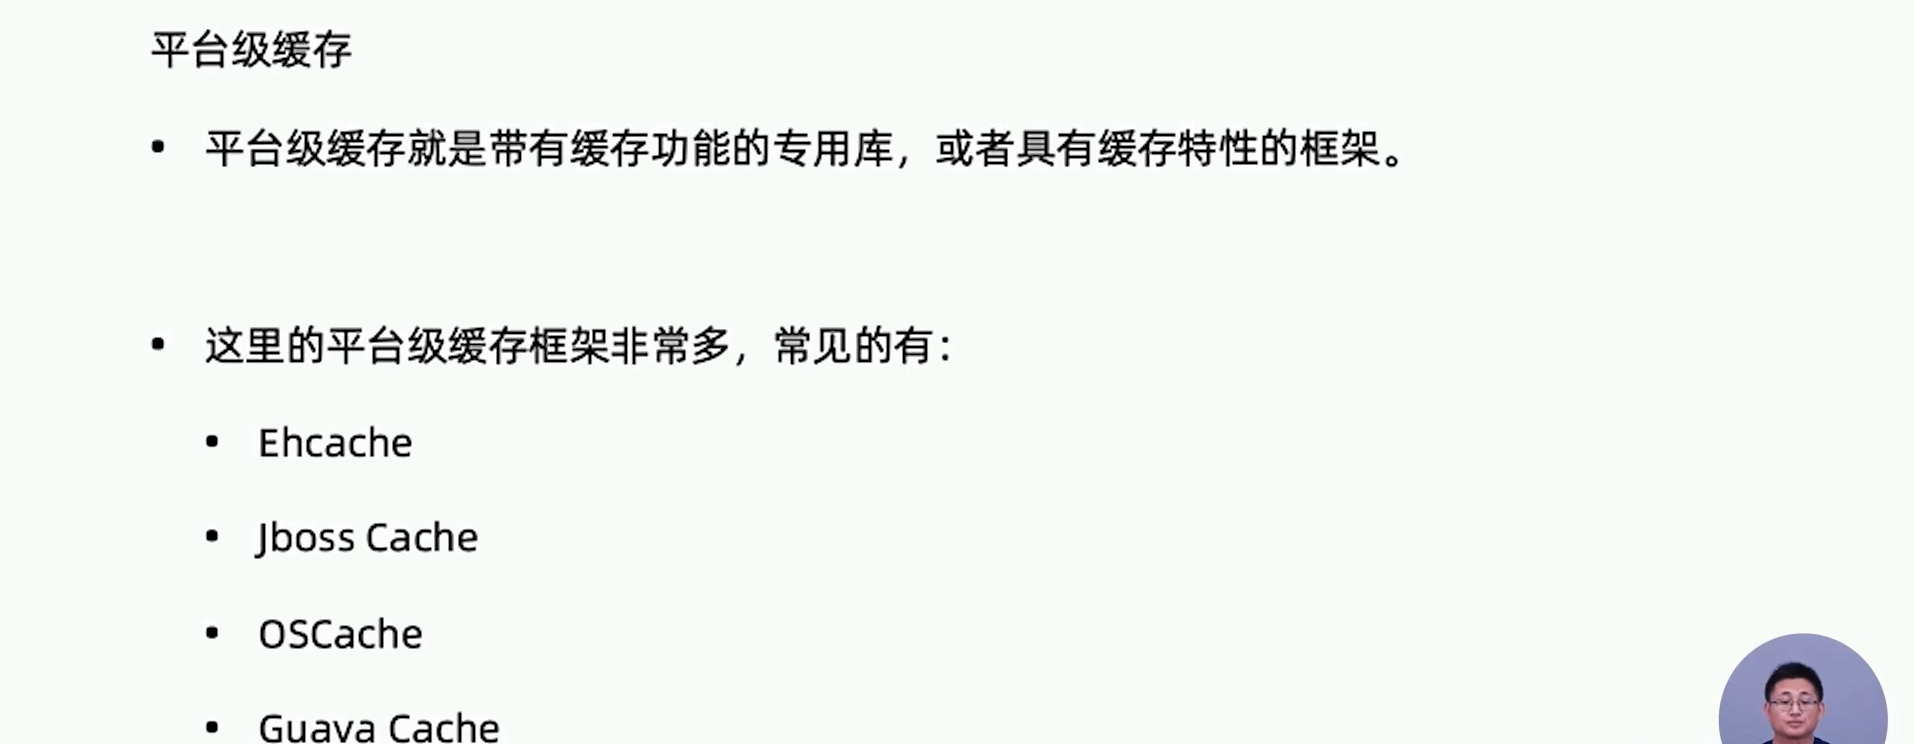 平台级缓存
• 平台级缓存就是带有缓存功能的专用库，或者具有缓存特性的框架。
• 这里的平台级缓存框架非常多，常见的有：
• Ehcache
• Jboss Cache
• OSCache
• Guava Cache